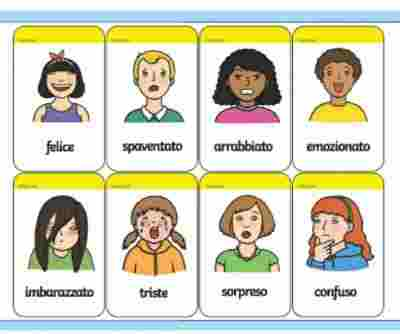 felice
spaventato
arrabbiato
emozionato
imbarazzato
triste
sorpreso
confuso